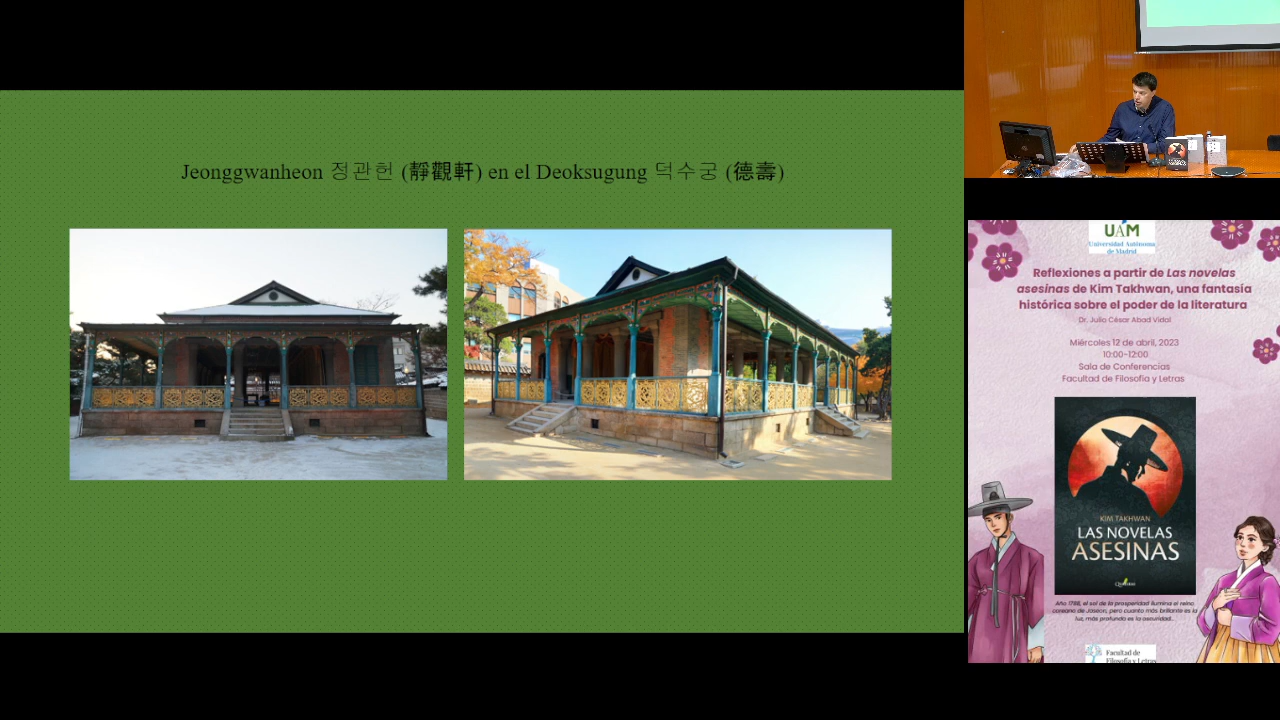 Jeonggwanheon 정관헌 (靜觀軒) en el Deoksugung 덕수궁 (德壽)
UAM
Universidad Autónoma
de Madrid
Reflexiones a partir de Las novelas
asesinas de Kim Takhwan, una fantasía
histórica sobre el poder de la literatura
Dr. Julio César Abad Vidal
Miércoles 12 de abril, 2023
10:00-12:00
Sala de Conferencias
Facultad de Filosofía y Letras
KIM TAKHWAN
LAS NOVELAS
ASESINAS
Año 1788, el sol de la prosperidad ilumina el reino
coreano de Joseon, pero cuanto más brillante es la
luz, más profunda es la oscuridad...
Facultad de
Filosofía y Letras